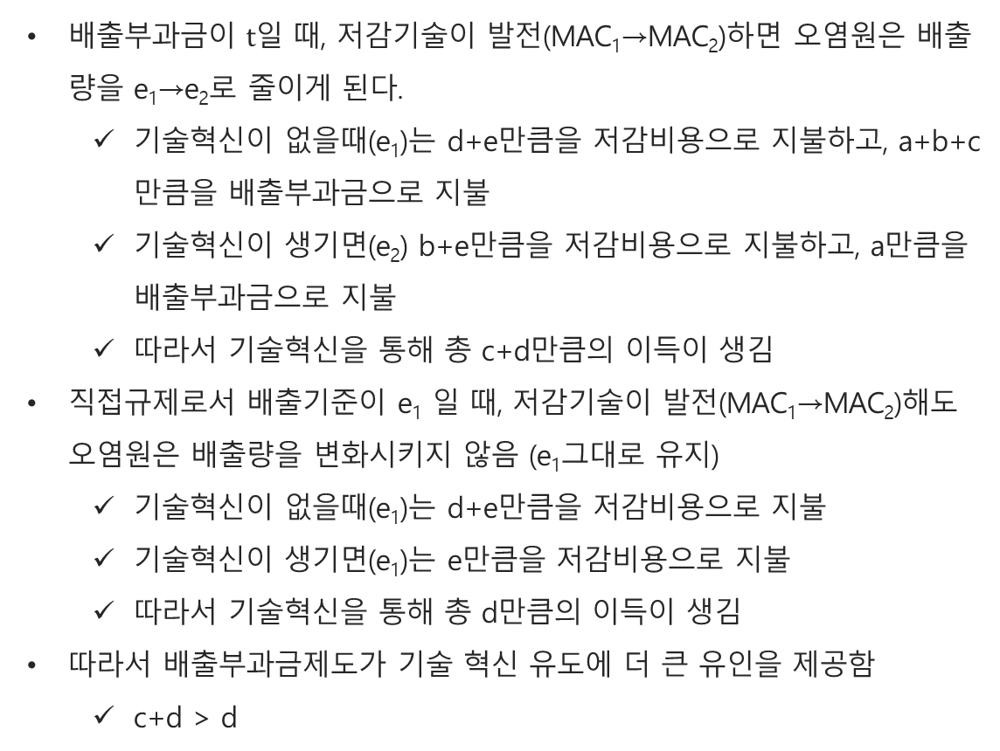 • 배출부과금이 t일 때, 저감기술이 발전(MAC₁→MAC₂)하면 오염원은 배출
량을 e₁→e₂로 줄이게 된다.
✓ 기술혁신이 없을때(e₁)는 d+e만큼을 저감비용으로 지불하고, a+b+c
만큼을 배출부과금으로 지불
✓ 기술혁신이 생기면(e₂) b+e만큼을 저감비용으로 지불하고, a만큼을
배출부과금으로 지불
✓ 따라서 기술혁신을 통해 총 c+d만큼의 이득이 생김
• 직접규제로서 배출기준이 e₁ 일 때, 저감기술이 발전(MAC₁→MAC₂)해도
오염원은 배출량을 변화시키지 않음 (e₁그대로 유지)
✓ 기술혁신이 없을때(e₁)는 d+e만큼을 저감비용으로 지불
✓ 기술혁신이 생기면(e₁)는 e만큼을 저감비용으로 지불
✓ 따라서 기술혁신을 통해 총 d만큼의 이득이 생김
• 따라서 배출부과금제도가 기술 혁신 유도에 더 큰 유인을 제공함
✓ c+d > d